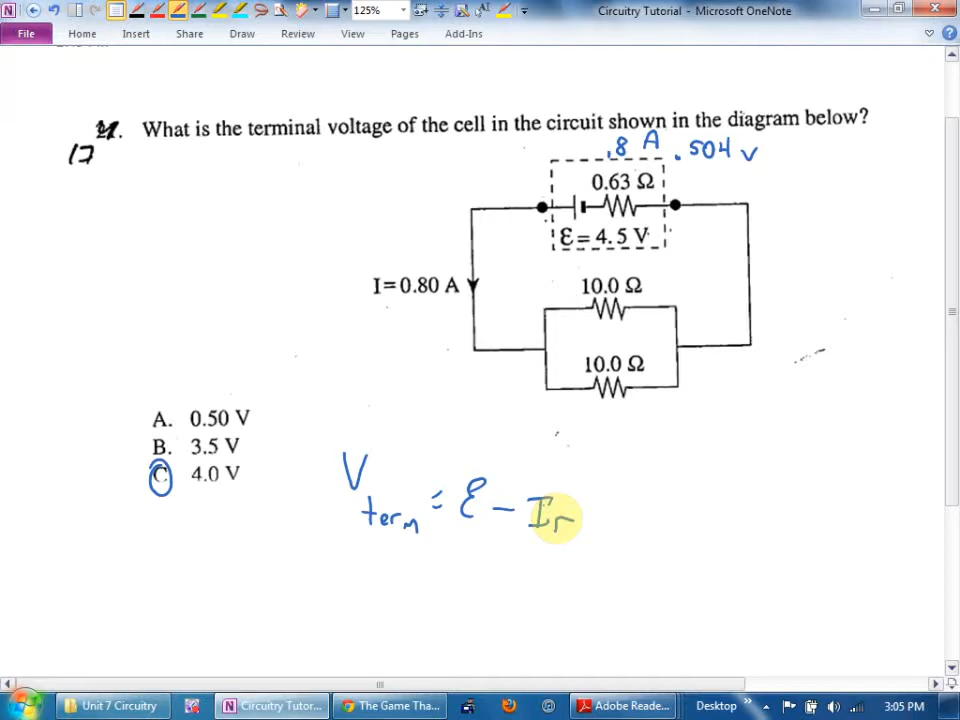 125%
Circuitry Tutorial - Microsoft OneNote
File Home Insert Share Draw Review View Pages Add-Ins
17. What is the terminal voltage of the cell in the circuit shown in the diagram below?
.8 A .504 V
0.63 Ω
Ɛ = 4.5 V
I = 0.80 A
10.0 Ω
10.0 Ω
A. 0.50 V
B. 3.5 V
C 4.0 V
V term = Ɛ - Ir
Unit 7 Circuitry Circuitry Tutor... The Game Tha... Adobe Reade... Desktop 3:05 PM